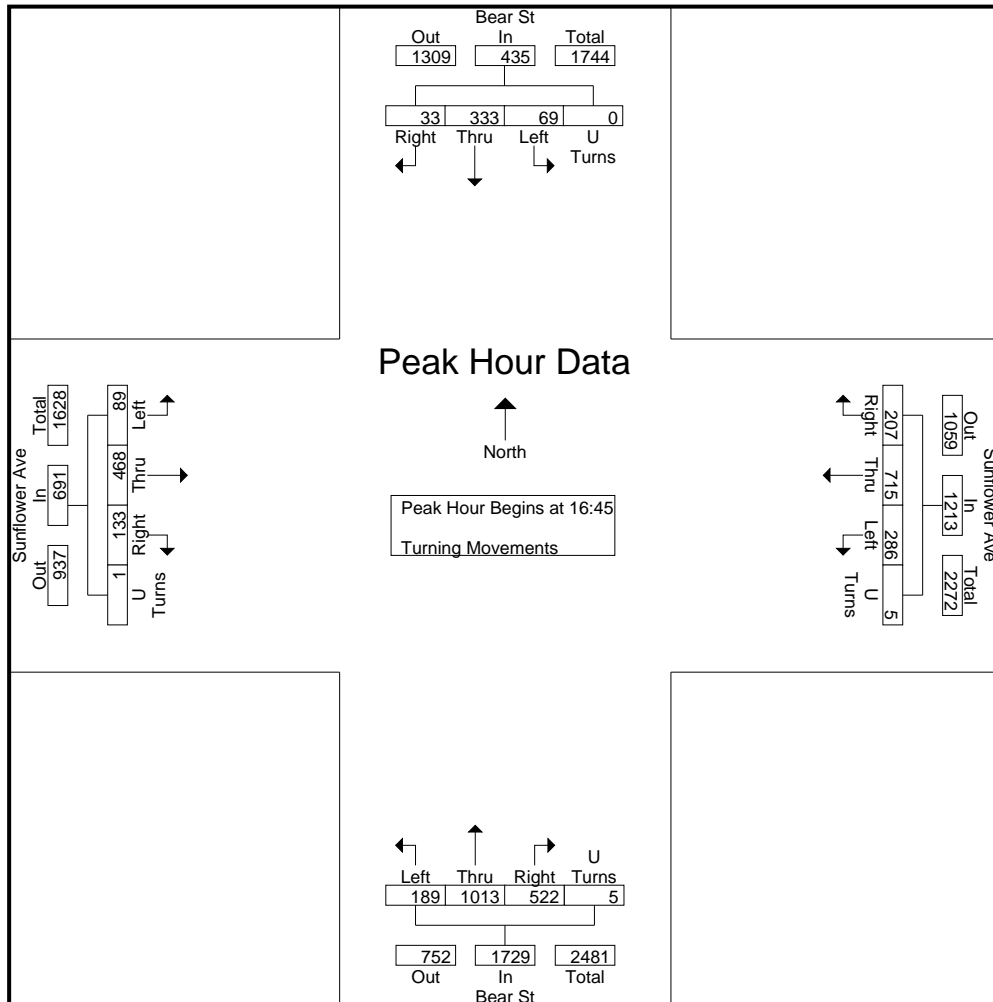 Bear St
Out In Total
1309 435 1744
33 333 69 0
Right Thru Left U
Turns
Peak Hour Data
North
Peak Hour Begins at 16:45
Turning Movements
Sunflower Ave
Total In Out
1628 691 937
89 468 133 1
Left Thru Right U
Turns
Sunflower Ave
Out In Total
1059 1213 2272
207 715 286 5
Right Thru Left U
Turns
U
Left Thru Right Turns
189 1013 522 5
752 1729 2481
Out In Total
Bear St